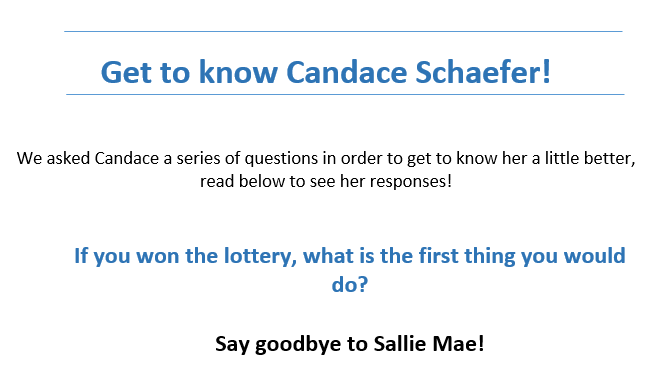 Get to know Candace Schaefer!
We asked Candace a series of questions in order to get to know her a little better,
read below to see her responses!
If you won the lottery, what is the first thing you would
do?
Say goodbye to Sallie Mae!